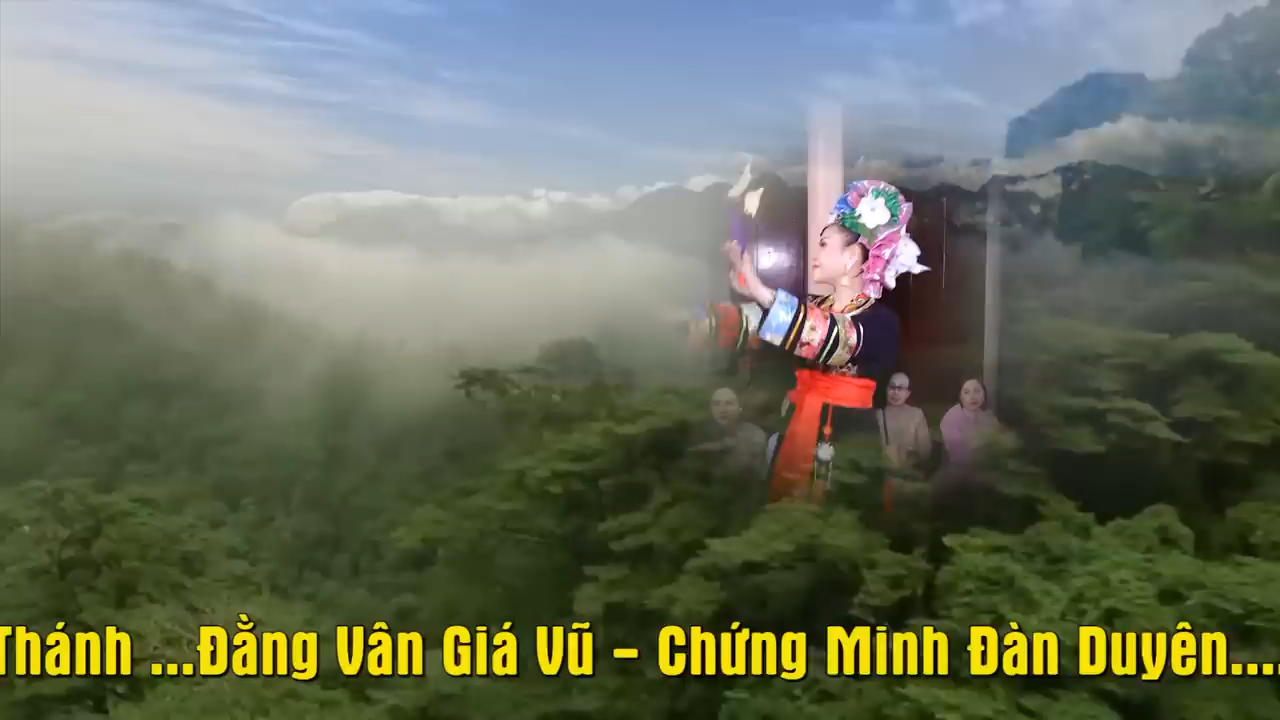 Thánh ...Đằng Vân Giá Vũ - Chứng Minh Đàn Duyên....